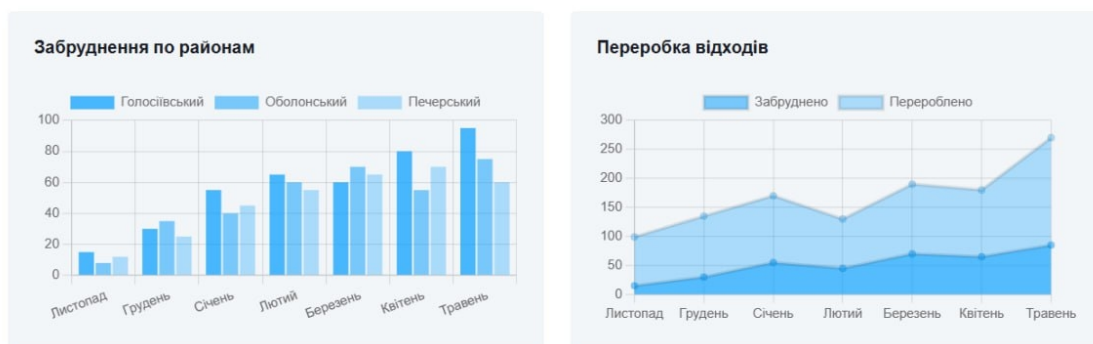 Забруднення по районам
Голосіївський Оболонський Печерський
100
80
60
40
20
0
Листопад Грудень Січень Лютий Березень Квітень Травень
Переробка відходів
Забруднено Перероблено
300
250
200
150
100
50
0
Листопад Грудень Січень Лютий Березень Квітень Травень